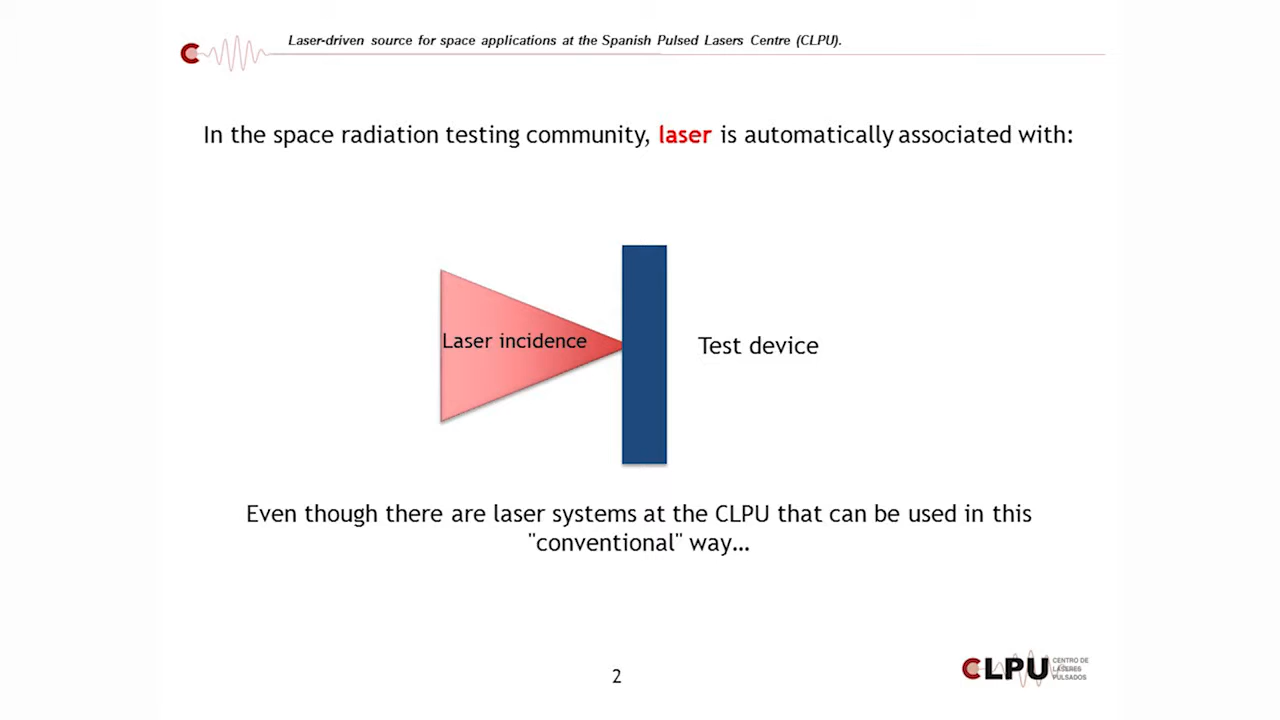 Laser-driven source for space applications at the Spanish Pulsed Lasers Centre (CLPU).
In the space radiation testing community, laser is automatically associated with:
Laser incidence
Test device
Even though there are laser systems at the CLPU that can be used in this
"conventional" way…
2
CLPU
CENTRO DE
LÁSERES
PULSADOS